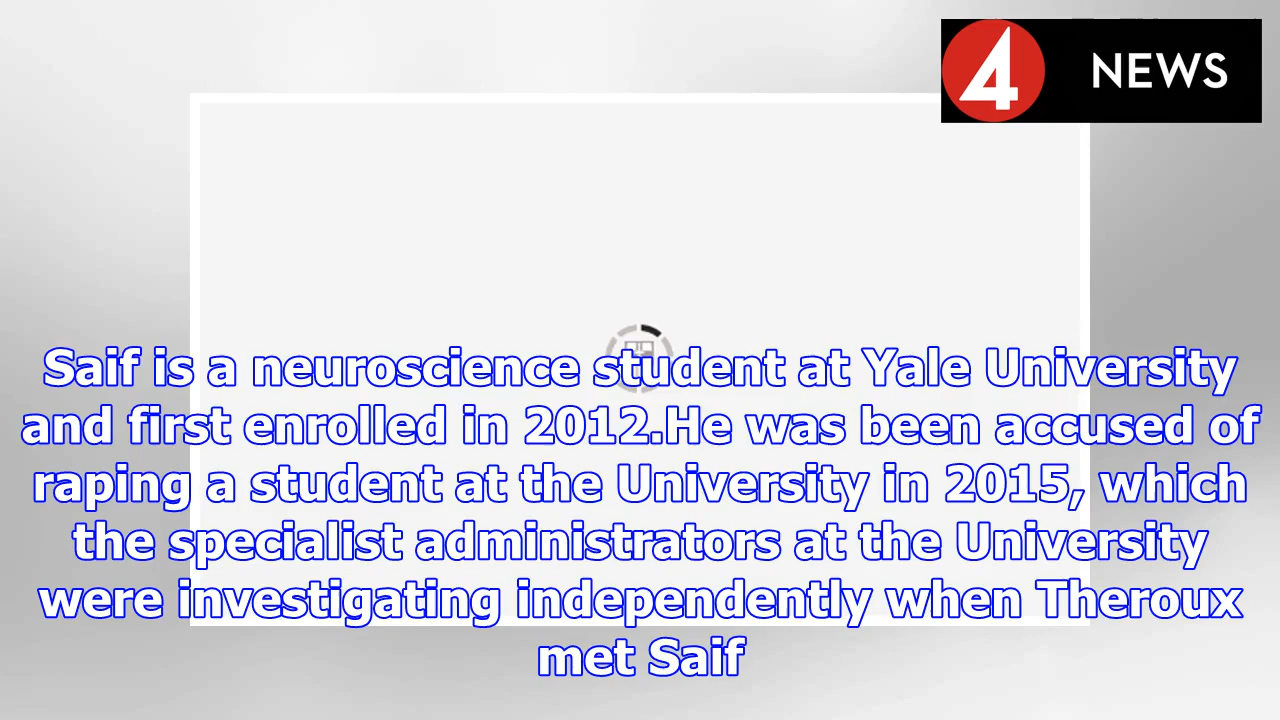 4 NEWS
Saif is a neuroscience student at Yale University
and first enrolled in 2012.He was been accused of
raping a student at the University in 2015, which
the specialist administrators at the University
were investigating independently when Theroux
met Saif